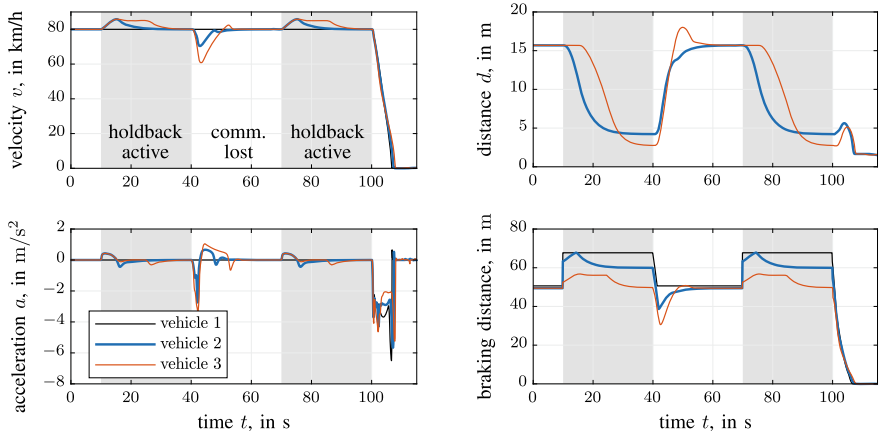 80
60
40
20
0
velocity v, in km/h
holdback active
comm. lost
holdback active
0 20 40 60 80 100
20
15
10
5
0
distance d, in m
0 20 40 60 80 100
2
0
−2
−4
−6
−8
acceleration a, in m/s²
vehicle 1
vehicle 2
vehicle 3
0 20 40 60 80 100
time t, in s
80
60
40
20
0
braking distance, in m
0 20 40 60 80 100
time t, in s